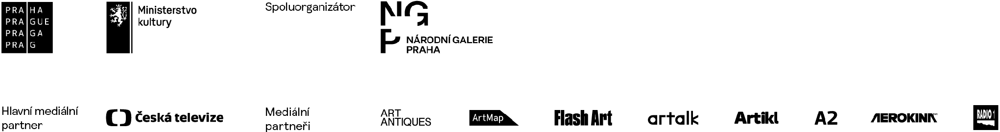 PRA HA
PRA GUE
PRA GA
PRA G
Ministerstvo
kultury
Spoluorganizátor
NG
P
NÁRODNÍ GALERIE
PRAHA
Hlavní mediální
partner
Česká televize
Mediální
partneři
ART
ANTIQUES
ArtMap
Flash Art
artalk
Artikl
A2
AEROKINA
RADIO 1